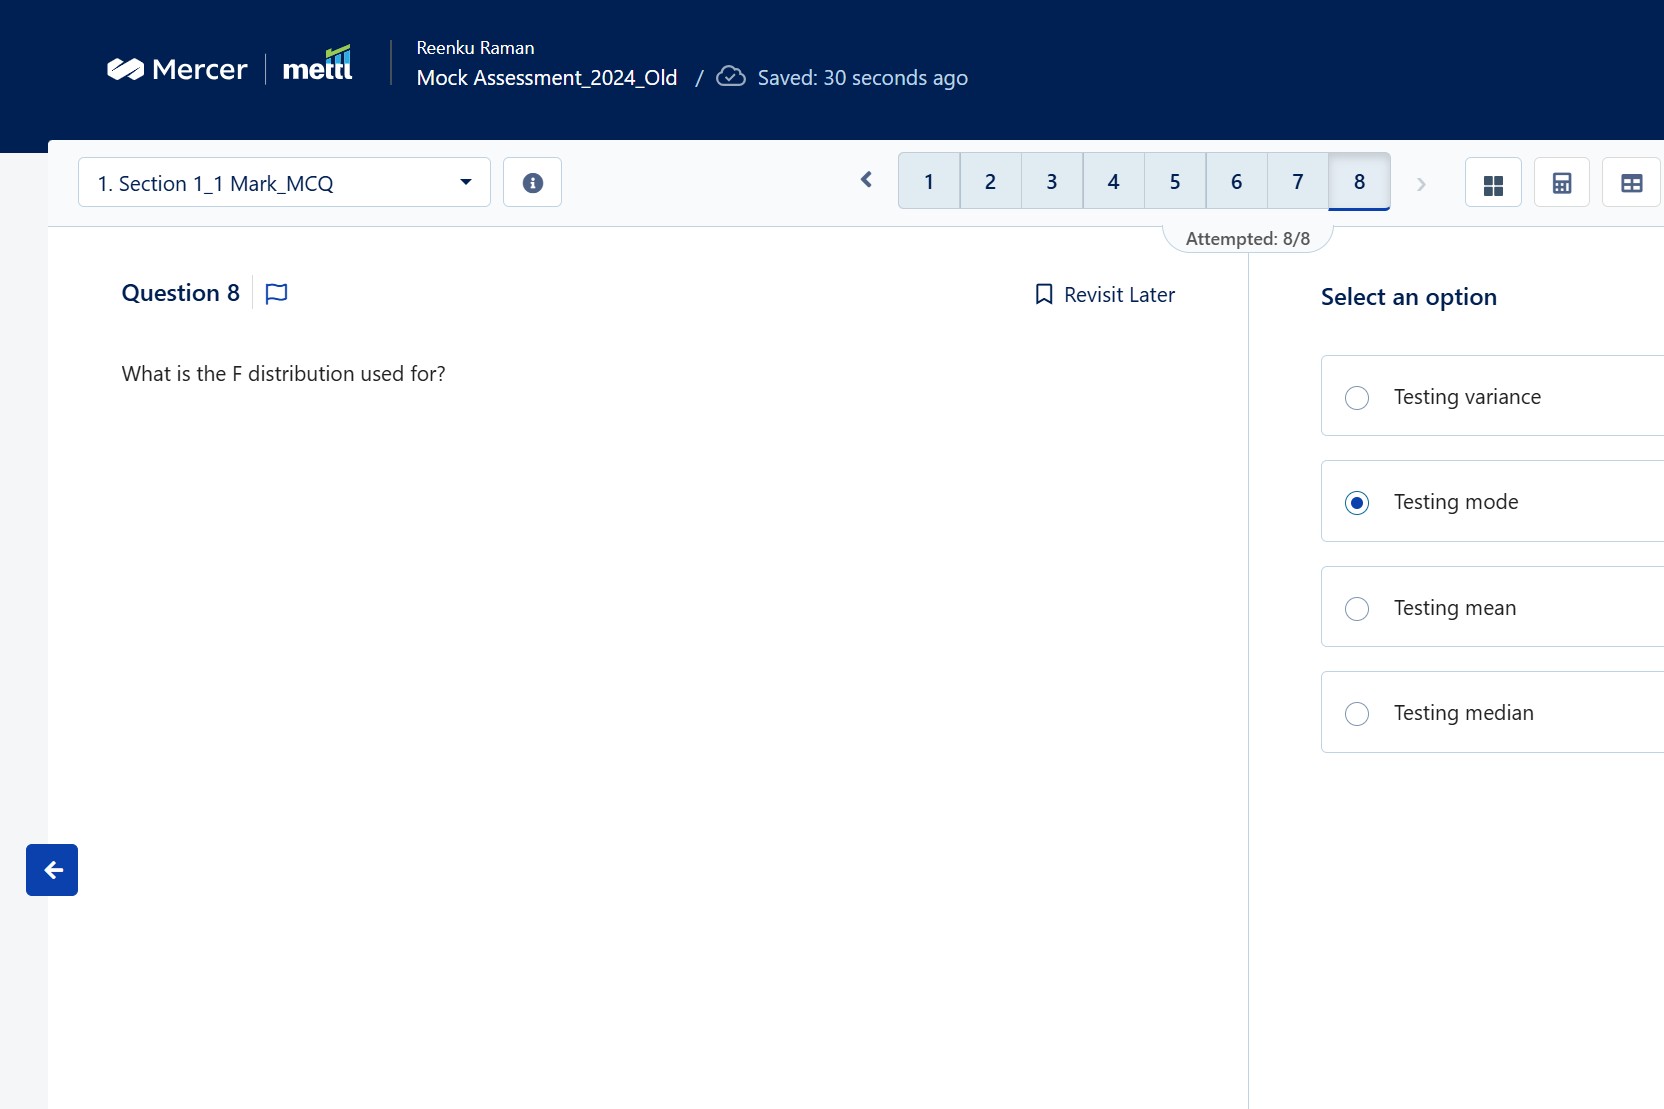 Mercer
mettl
Reenku Raman
Mock Assessment_2024_Old / Saved: 30 seconds ago
1. Section 1_1 Mark_MCQ
1 2 3 4 5 6 7 8
Attempted: 8/8
Question 8
Revisit Later
What is the F distribution used for?
Select an option
Testing variance
Testing mode
Testing mean
Testing median